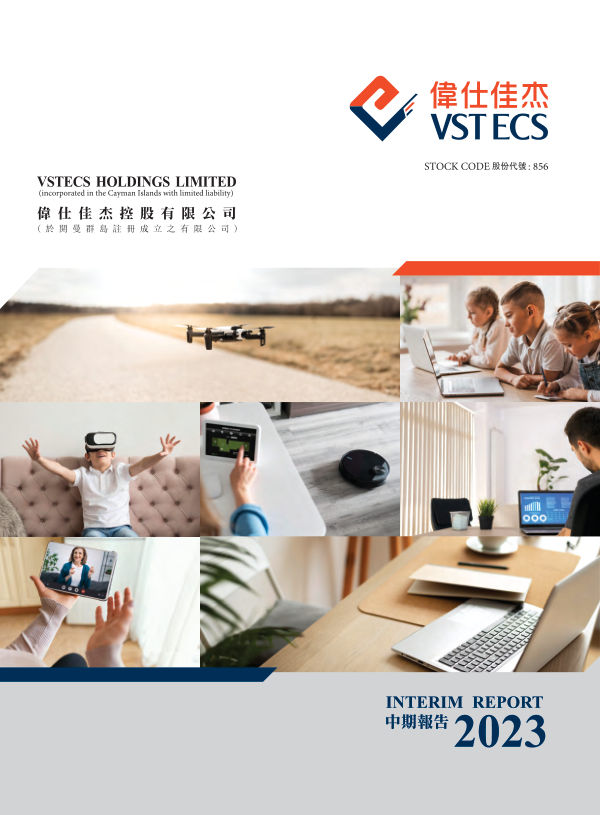 偉仕佳杰
VST ECS
STOCK CODE 股份代號 : 856
VSTECS HOLDINGS LIMITED
(incorporated in the Cayman Islands with limited liability)
偉仕佳杰控股有限公司
(於開曼群島註冊成立之有限公司)
INTERIM REPORT
中期報告 2023